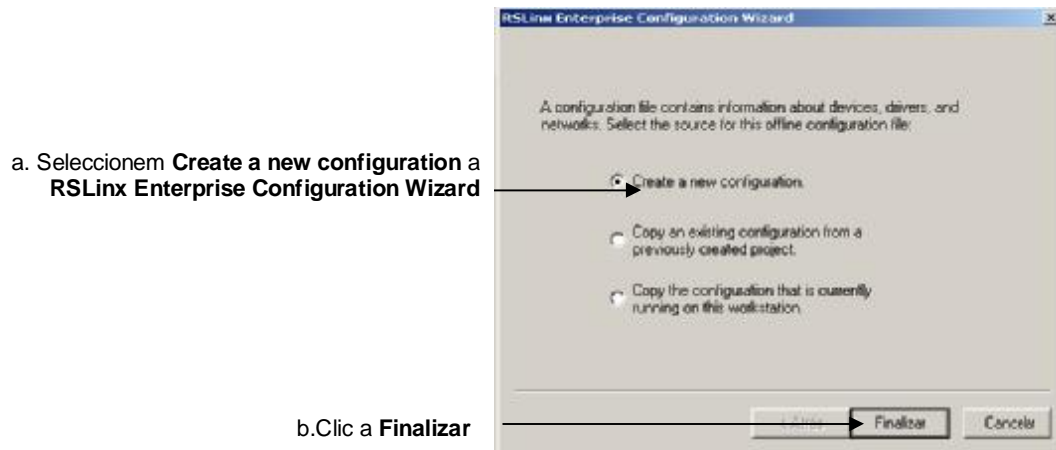 RSLinx Enterprise Configuration Wizard
A configuration file contains information about devices, drivers, and
networks. Select the source for this offline configuration file:
a. Seleccionem Create a new configuration a
RSLinx Enterprise Configuration Wizard
Create a new configuration.
Copy an existing configuration from a
previously created project.
Copy the configuration that is currently
running on this workstation.
b.Clic a Finalizar
< Atrás
Finalizar
Cancelar